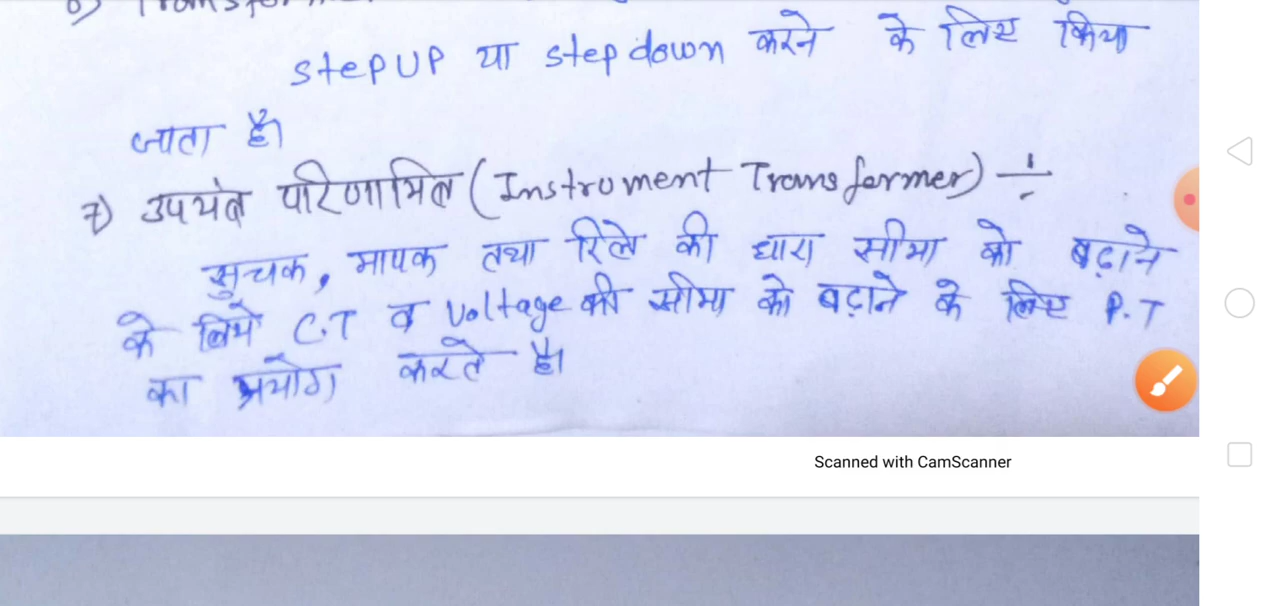 stepUP या step down करने के लिए किया
जाता है।
7) उपयंत्र परिणामित्र (Instrument Transformer) ÷
सुचक, मापक तथा रिले की धारा सीमा को बढ़ाने
के लिये C.T व Voltage की सीमा को बढ़ाने के लिए P.T
का प्रयोग करते है।
Scanned with CamScanner